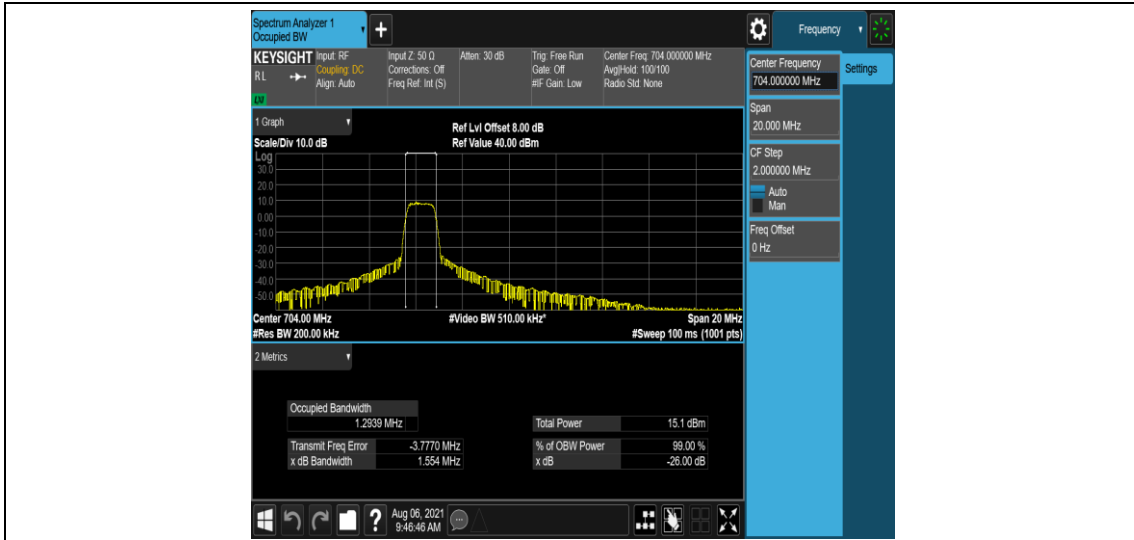 Spectrum Analyzer 1
Occupied BW
+
Frequency
KEYSIGHT
RL
LXI
Input: RF
Coupling: DC
Align: Auto
Input Z: 50 Ω
Corrections: Off
Freq Ref: Int (S)
Atten: 30 dB
Trig: Free Run
Gate: Off
#IF Gain: Low
Center Freq: 704.000000 MHz
Avg|Hold: 100/100
Radio Std: None
Center Frequency
704.000000 MHz
Settings
Span
20.000 MHz
CF Step
2.000000 MHz
Auto
Man
Freq Offset
0 Hz
1 Graph
Scale/Div 10.0 dB
Ref Lvl Offset 8.00 dB
Ref Value 40.00 dBm
Log
30.0
20.0
10.0
0.00
-10.0
-20.0
-30.0
-40.0
-50.0
Center 704.00 MHz
#Video BW 510.00 kHz*
Span 20 MHz
#Res BW 200.00 kHz
#Sweep 100 ms (1001 pts)
2 Metrics
Occupied Bandwidth
1.2939 MHz
Total Power 15.1 dBm
Transmit Freq Error -3.7770 MHz
% of OBW Power 99.00 %
x dB Bandwidth 1.554 MHz
x dB -26.00 dB
?
Aug 06, 2021
9:46:46 AM